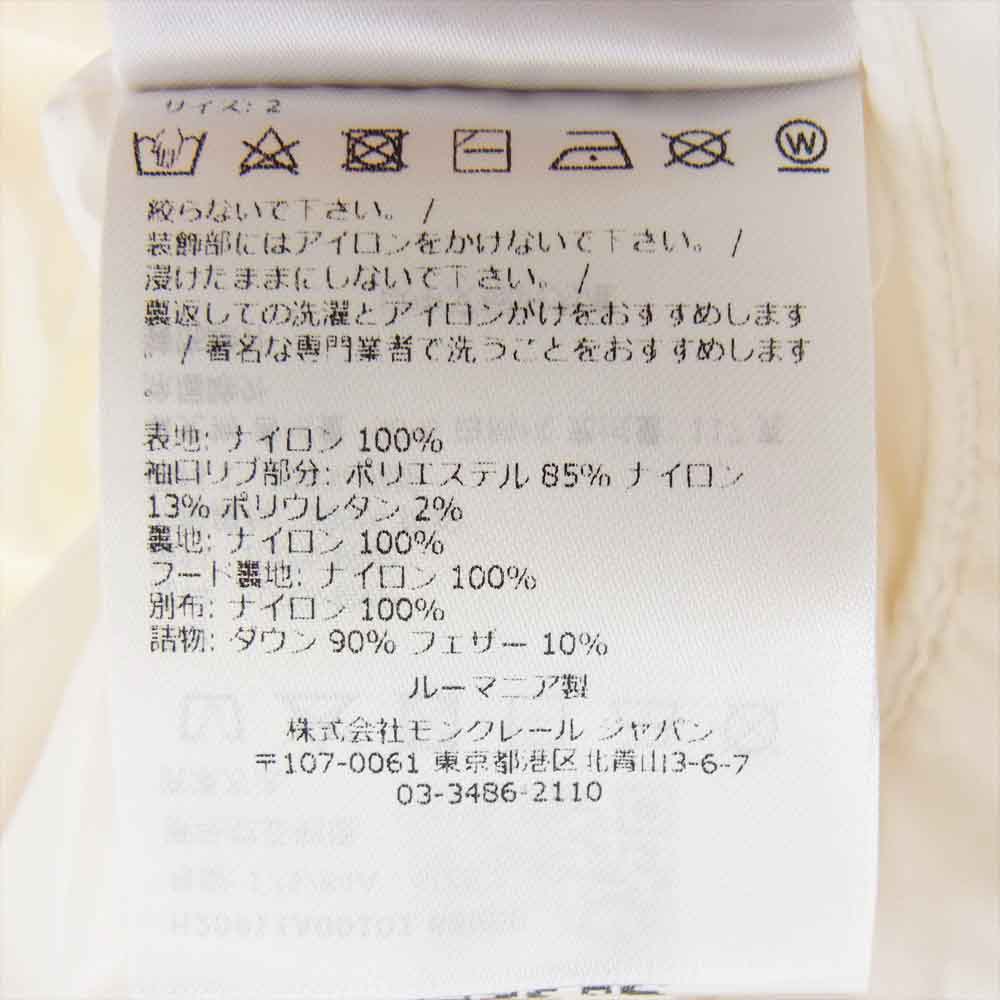 サイズ: 2
W
絞らないで下さい。 /
装飾部にはアイロンをかけないで下さい。 /
浸けたままにしないで下さい。 /
裏返しての洗濯とアイロンがけをおすすめします
。 / 著名な専門業者で洗うことをおすすめします
。
表地: ナイロン 100%
袖口リブ部分: ポリエステル 85% ナイロン
13% ポリウレタン 2%
裏地: ナイロン 100%
フード裏地: ナイロン 100%
別布: ナイロン 100%
詰物: ダウン 90% フェザー 10%
ルーマニア製
株式会社モンクレール ジャパン
〒107-0061 東京都港区北青山3-6-7
03-3486-2110